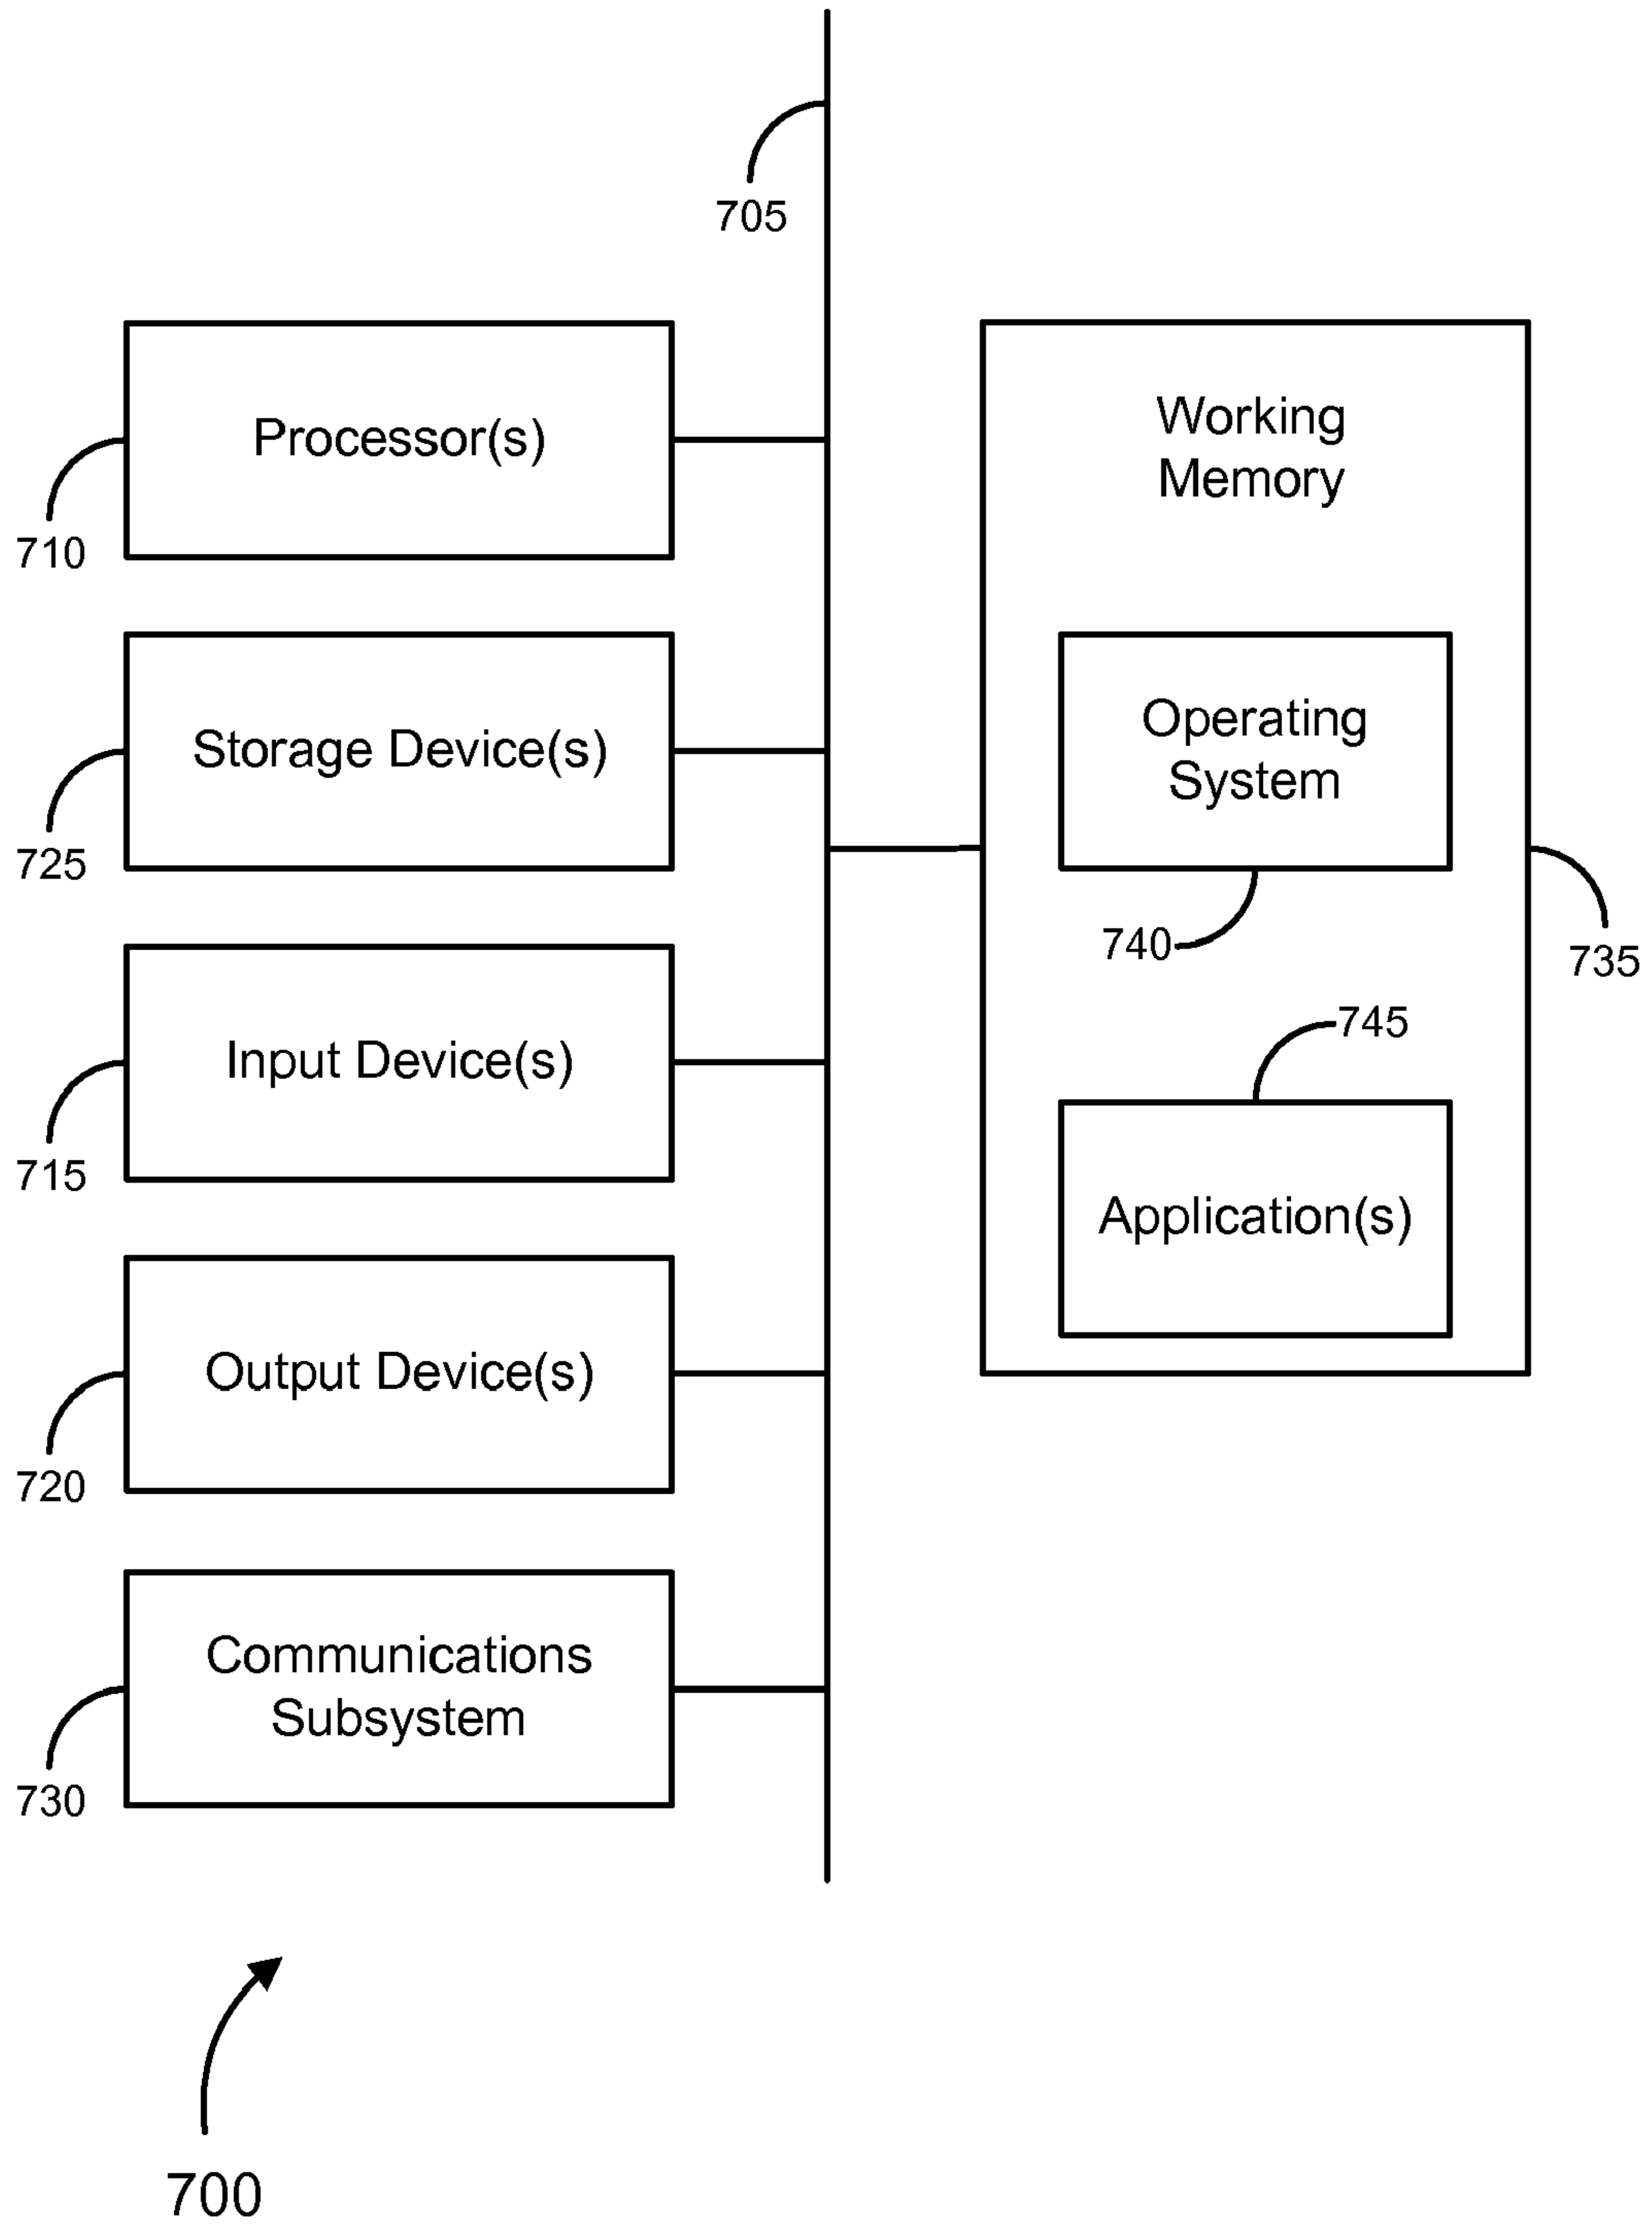 705
Processor(s)
710
Storage Device(s)
725
Input Device(s)
715
Output Device(s)
720
Communications
Subsystem
730
Working
Memory
Operating
System
740
735
745
Application(s)
700